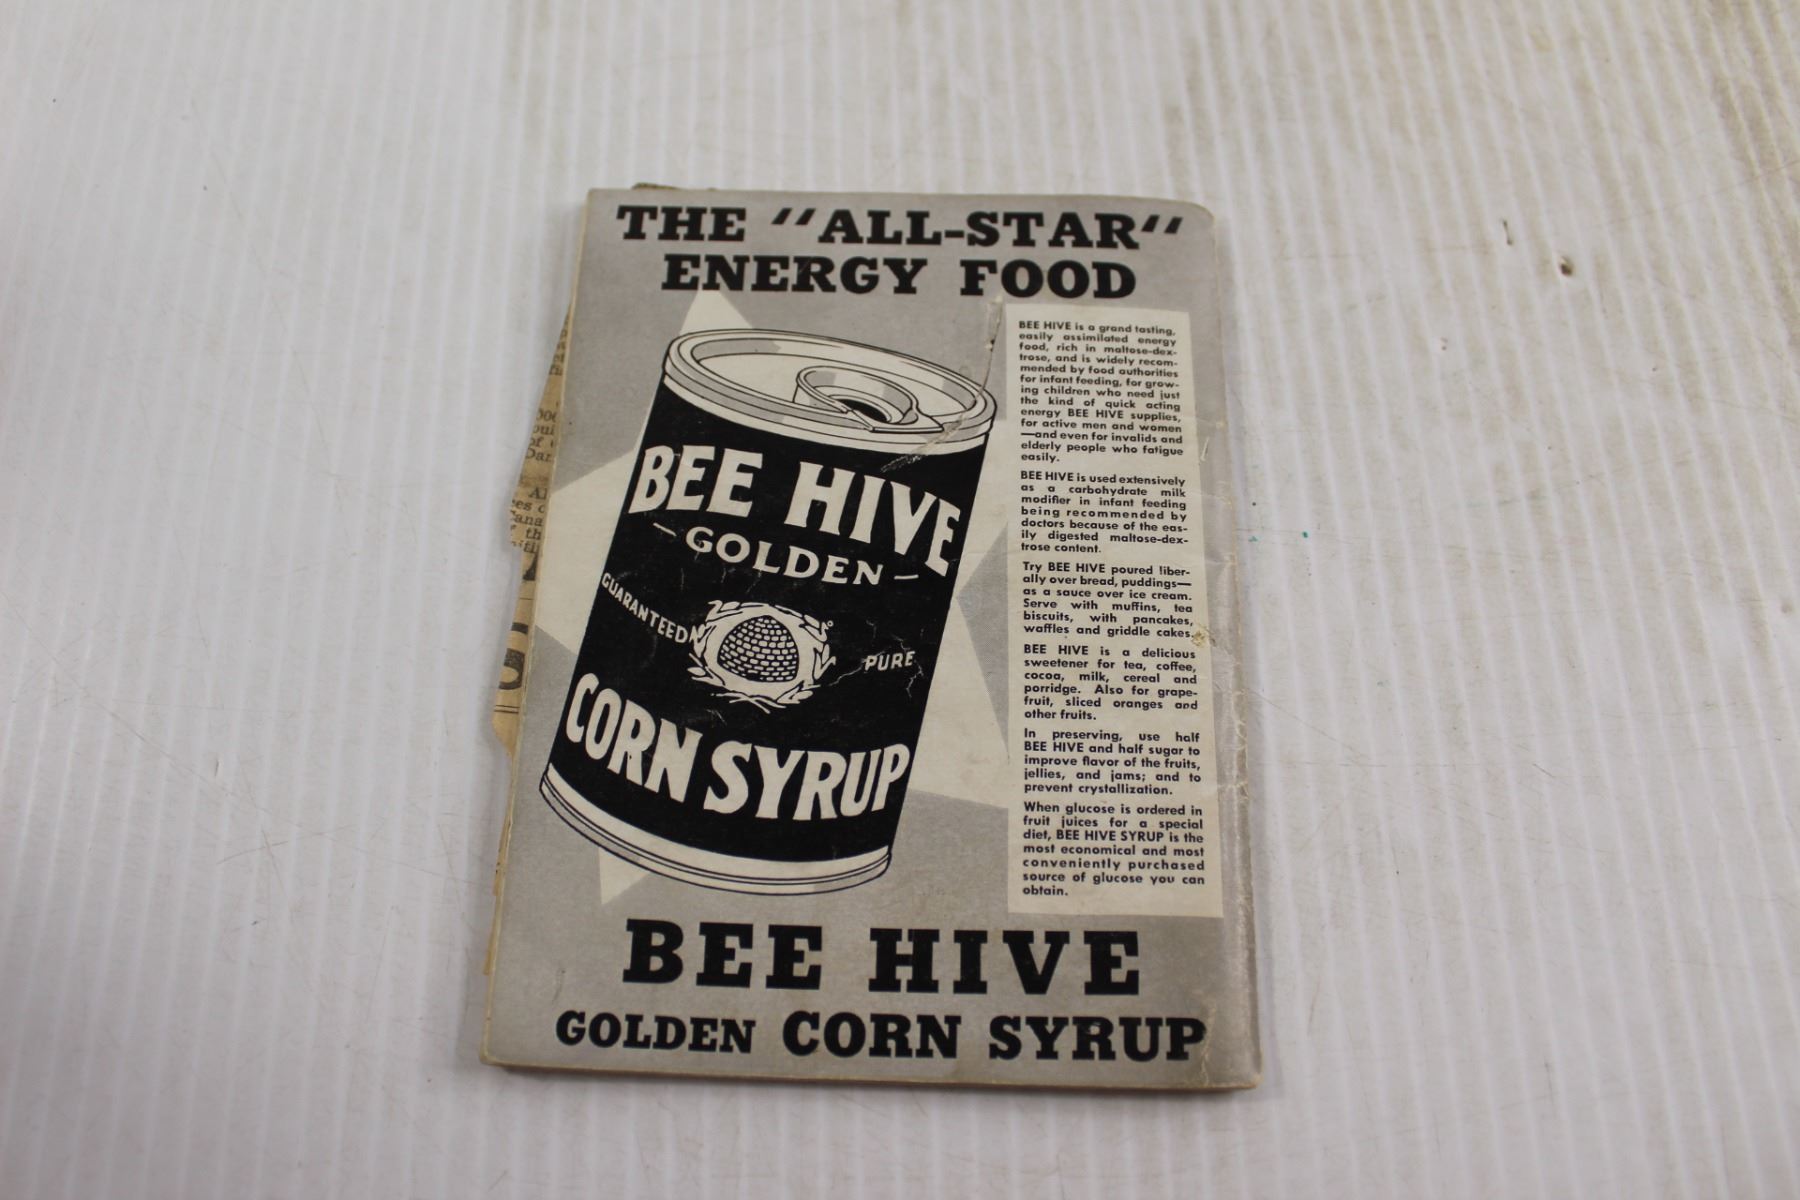 THE "ALL-STAR"
ENERGY FOOD
BEE HIVE
GOLDEN
GUARANTEED
PURE
CORN SYRUP
BEE HIVE is a grand tasting,
easily assimilated energy
food, rich in maltose-dex-
trose, and is widely recom-
mended by food authorities
for infant feeding, for grow-
ing children who need just
the kind of quick acting
energy BEE HIVE supplies,
for active men and women
—and even for invalids and
elderly people who fatigue
easily.
BEE HIVE is used extensively
as a carbohydrate milk
modifier in infant feeding
being recommended by
doctors because of the eas-
ily digested maltose-dex-
trose content.
Try BEE HIVE poured liber-
ally over bread, puddings—
as a sauce over ice cream.
Serve with muffins, tea
biscuits, with pancakes,
waffles and griddle cakes.
BEE HIVE is a delicious
sweetener for tea, coffee,
cocoa, milk, cereal and
porridge. Also for grape-
fruit, sliced oranges and
other fruits.
In preserving, use half
BEE HIVE and half sugar to
improve flavor of the fruits,
jellies, and jams; and to
prevent crystallization.
When glucose is ordered in
fruit juices for a special
diet, BEE HIVE SYRUP is the
most economical and most
conveniently purchased
source of glucose you can
obtain.
BEE HIVE
GOLDEN CORN SYRUP